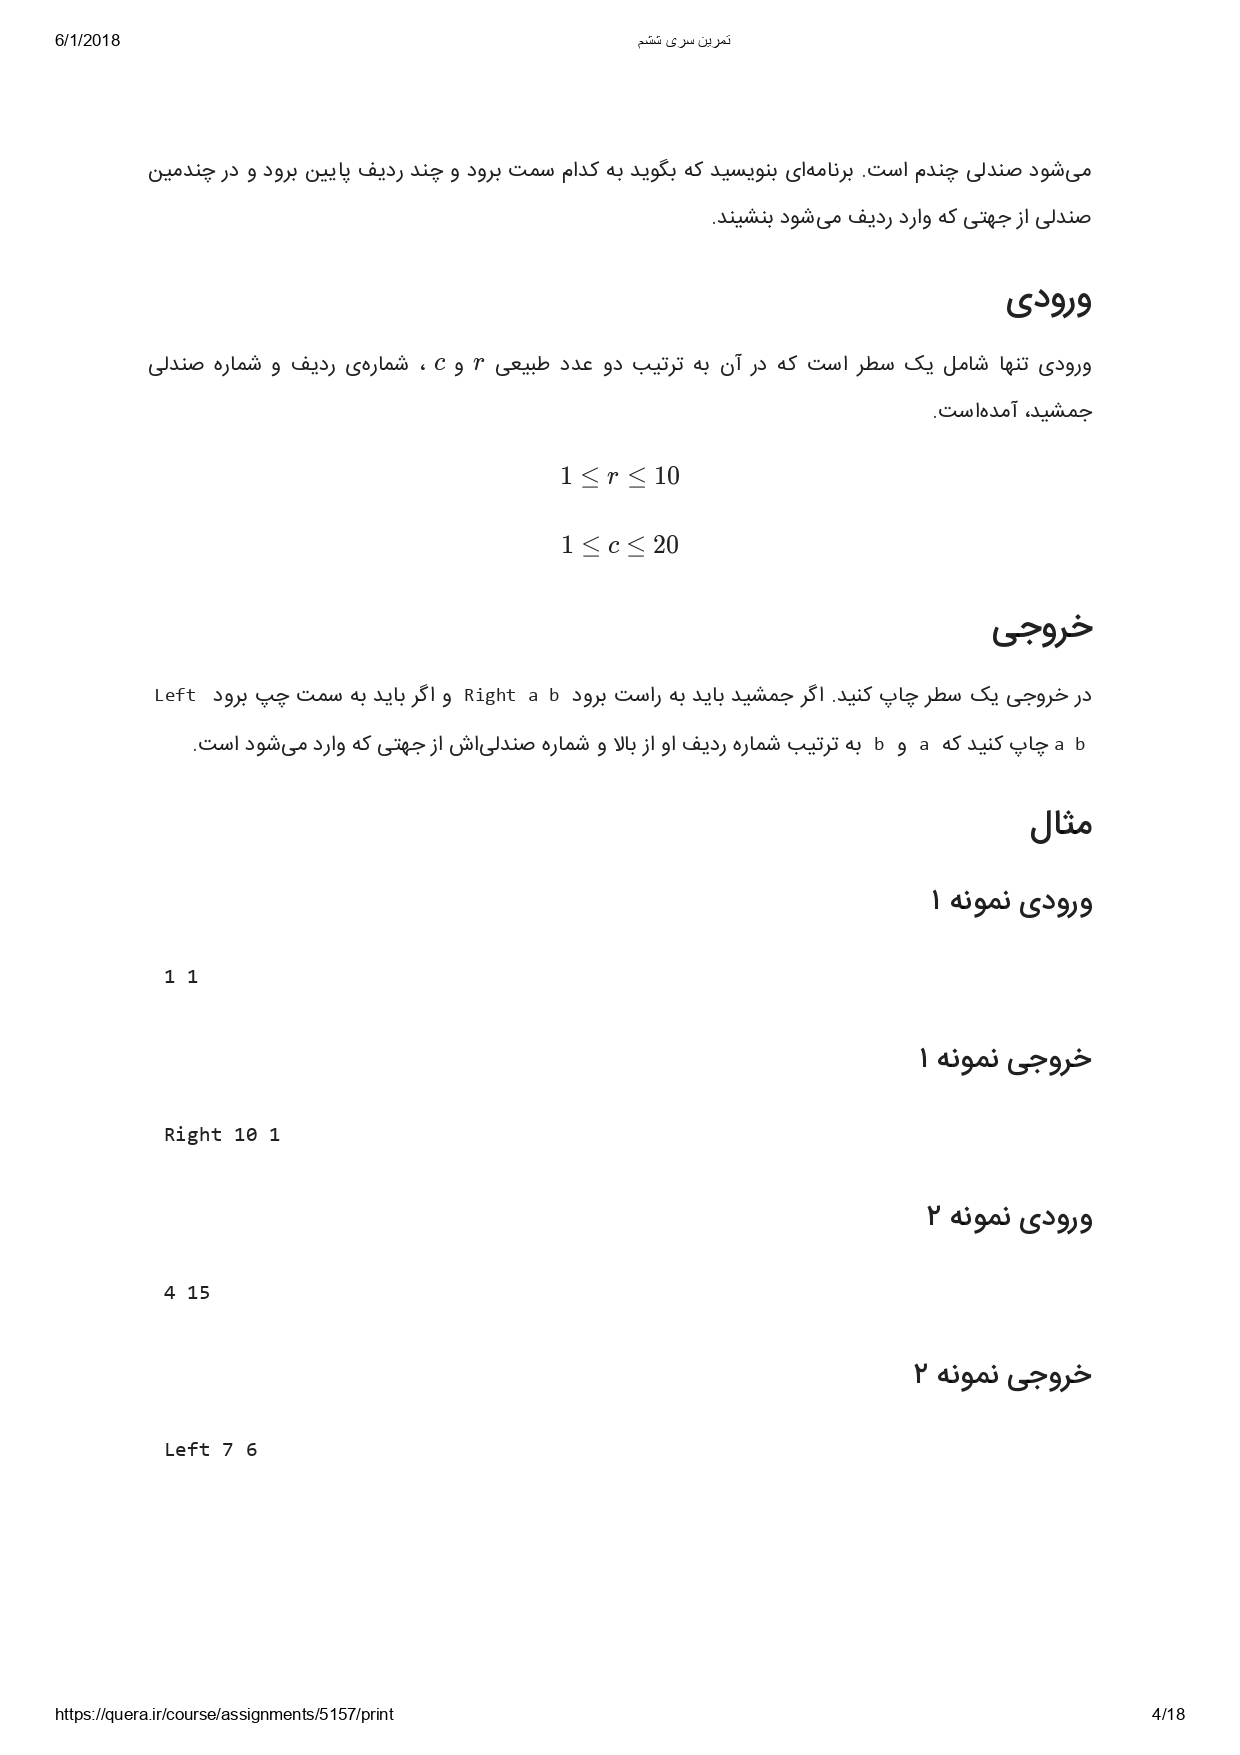 6/1/2018 تمرین سری ششم
می‌شود صندلی چندم است. برنامه‌ای بنویسید که بگوید به کدام سمت برود و چند ردیف پایین برود و در چندمین
صندلی از جهتی که وارد ردیف می‌شود بنشیند.
ورودی
ورودی تنها شامل یک سطر است که در آن به ترتیب دو عدد طبیعی r و c ، شماره‌ی ردیف و شماره صندلی
جمشید، آمده‌است.
1 ≤ r ≤ 10
1 ≤ c ≤ 20
خروجی
در خروجی یک سطر چاپ کنید. اگر جمشید باید به راست برود Right a b و اگر باید به سمت چپ برود Left
a b چاپ کنید که a و b به ترتیب شماره ردیف او از بالا و شماره صندلی‌اش از جهتی که وارد می‌شود است.
مثال
ورودی نمونه ۱
1 1
خروجی نمونه ۱
Right 10 1
ورودی نمونه ۲
4 15
خروجی نمونه ۲
Left 7 6
https://quera.ir/course/assignments/5157/print 4/18